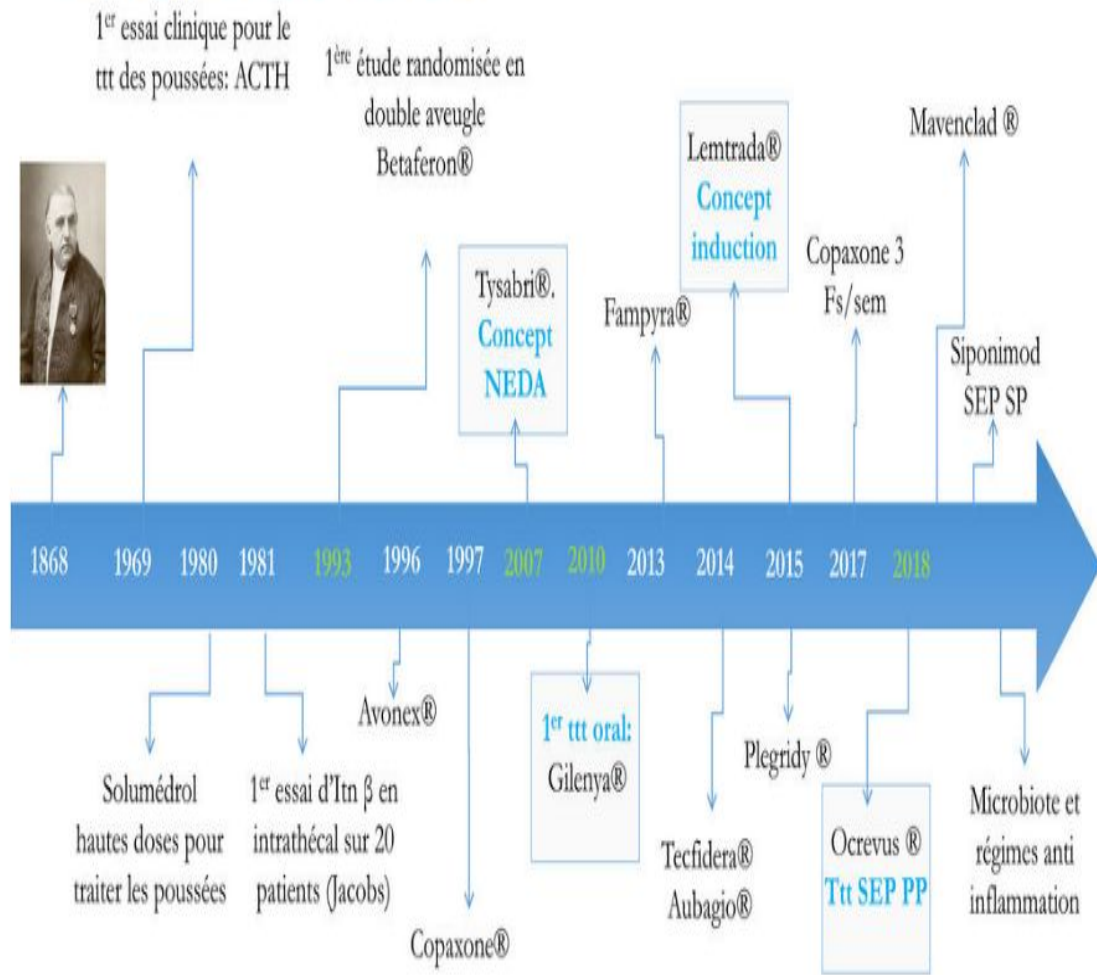 1er essai clinique pour le
ttt des poussées: ACTH
1ère étude randomisée en
double aveugle
Betaferon®
Tysabri®.
Concept
NEDA
Fampyra®
Lemtrada®
Concept
induction
Copaxone 3
Fs/sem
Mavenclad ®
Siponimod
SEP SP
1868 1969 1980 1981 1993 1996 1997 2007 2010 2013 2014 2015 2017 2018
Solumédrol
hautes doses pour
traiter les poussées
1er essai d'Itn β en
intrathécal sur 20
patients (Jacobs)
Avonex®
Copaxone®
1er ttt oral:
Gilenya®
Tecfidera®
Aubagio®
Plegridy ®
Ocrevus ®
Ttt SEP PP
Microbiote et
régimes anti
inflammation